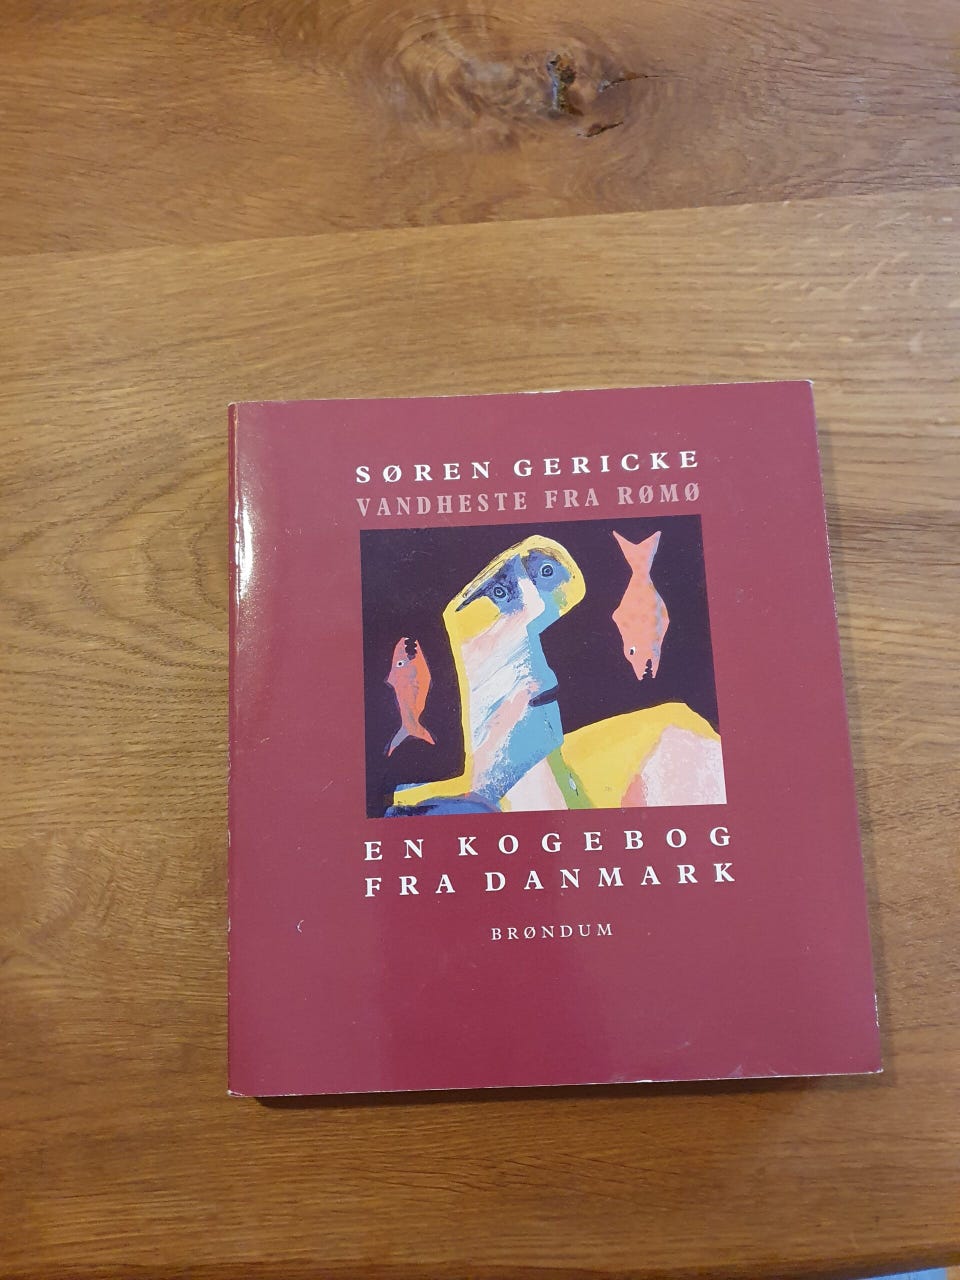 SØREN GERICKE
VANDHESTE FRA RØMØ
EN KOGEBOG
FRA DANMARK
BRØNDUM